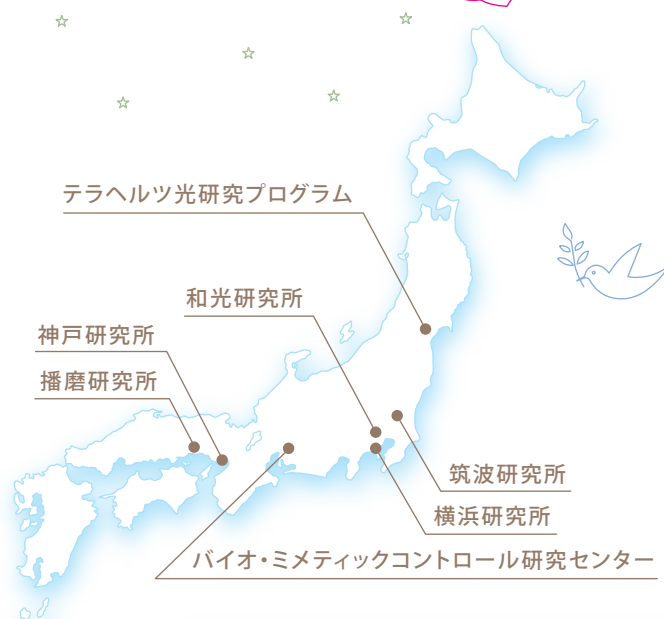 テラヘルツ光研究プログラム
和光研究所
神戸研究所
播磨研究所
筑波研究所
横浜研究所
バイオ・ミメティックコントロール研究センター